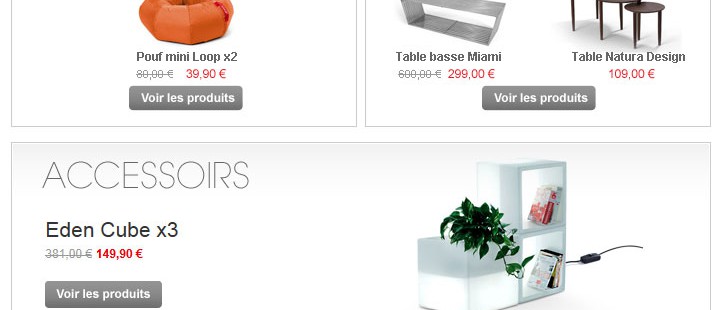 Pouf mini Loop x2
80,00 € 39,90 €
Voir les produits
Table basse Miami
600,00 € 299,00 €
Table Natura Design
109,00 €
Voir les produits
ACCESSOIRS
Eden Cube x3
381,00 € 149,90 €
Voir les produits